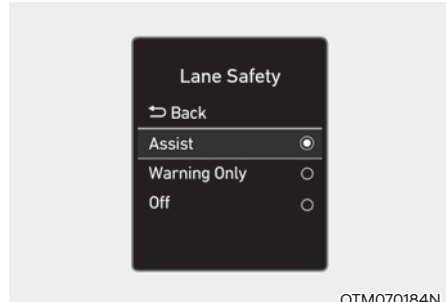 Lane Safety
Back
Assist
Warning Only
Off
OTM070184N